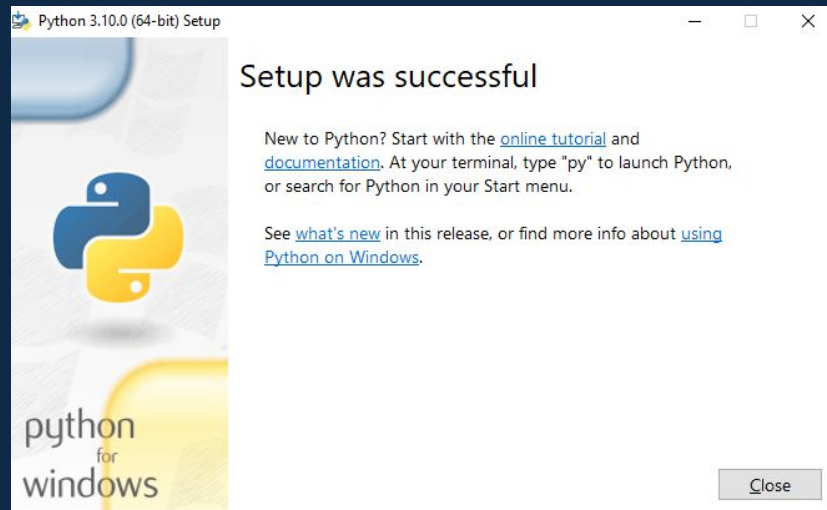 Python 3.10.0 (64-bit) Setup
Setup was successful
New to Python? Start with the online tutorial and
documentation. At your terminal, type "py" to launch Python,
or search for Python in your Start menu.
See what's new in this release, or find more info about using
Python on Windows.
python
for
windows
Close